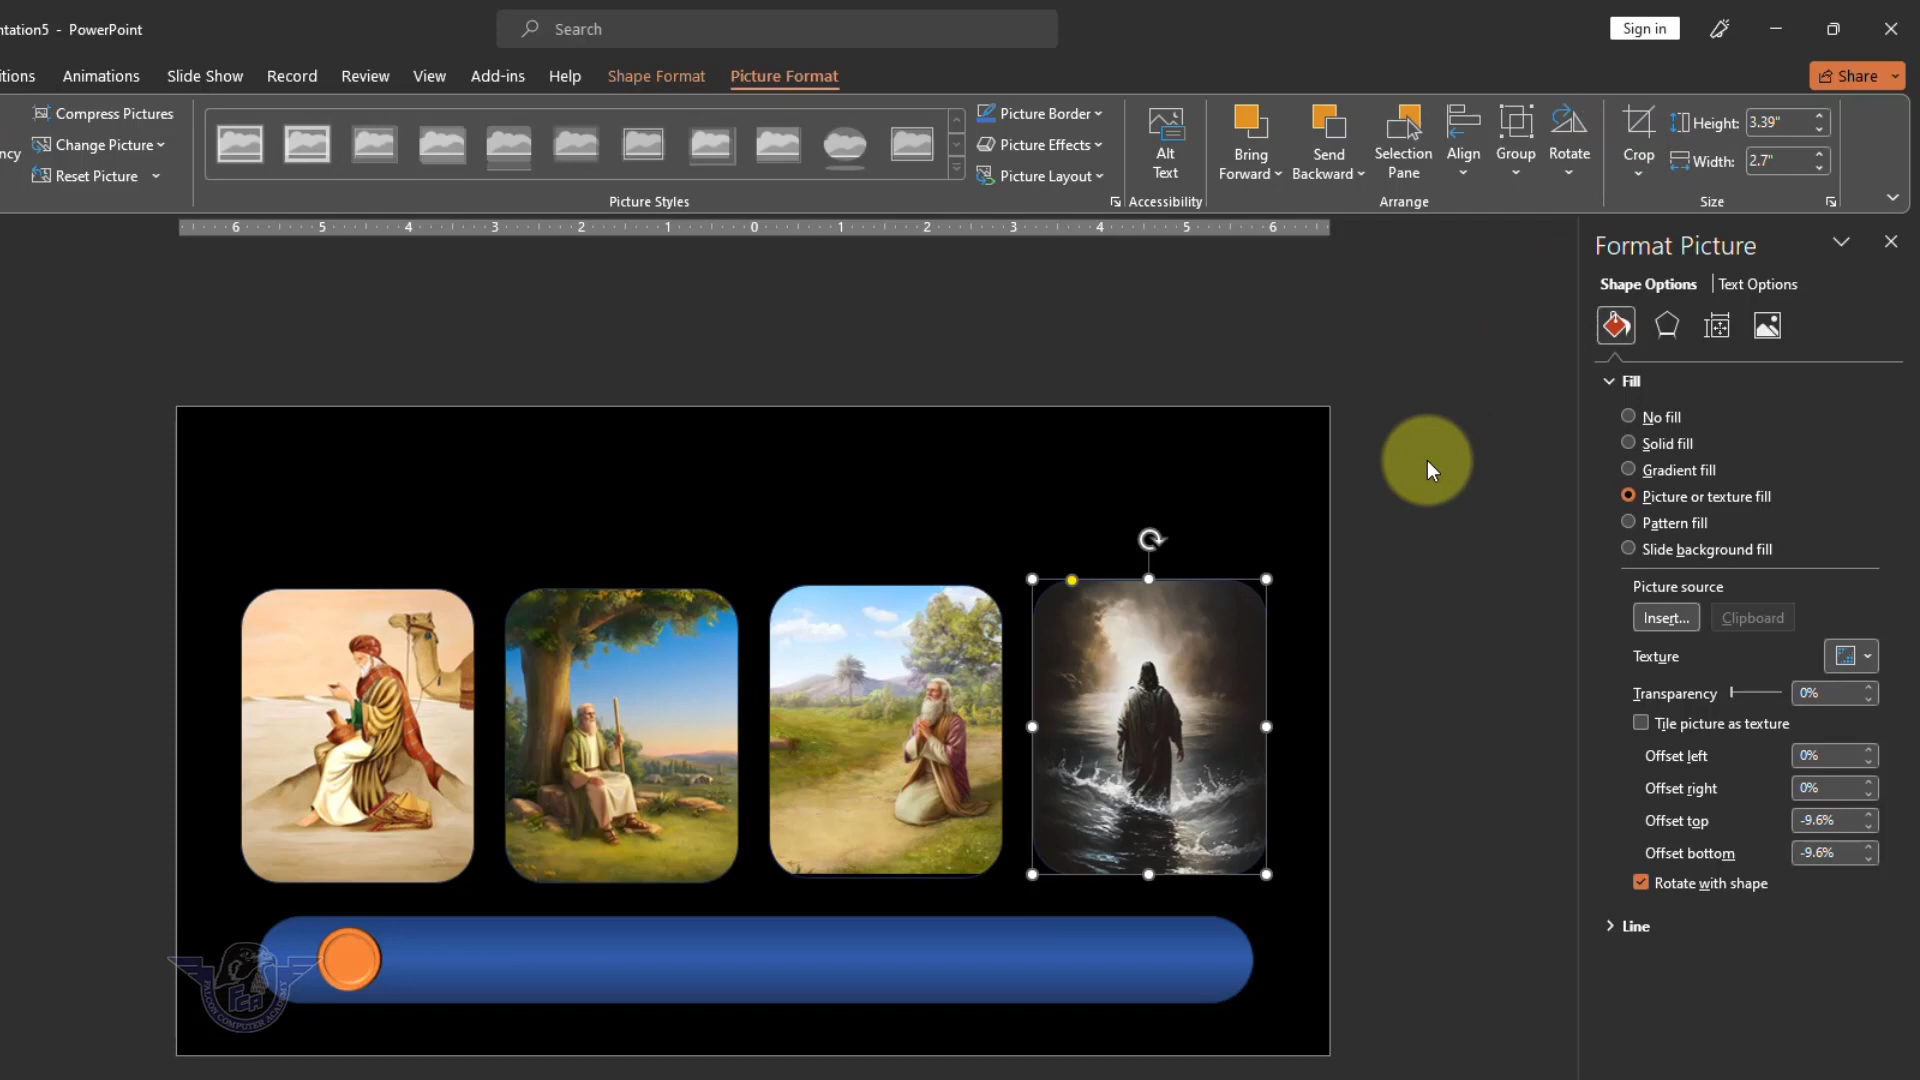 ntation5 - PowerPoint
Search
Sign in
itions Animations Slide Show Record Review View Add-ins Help Shape Format Picture Format
Share
ncy
Compress Pictures
Change Picture
Reset Picture
Picture Styles
Picture Border
Picture Effects
Picture Layout
Alt Text
Accessibility
Bring Forward
Send Backward
Selection Pane
Align
Group
Rotate
Arrange
Crop
Height: 3.39"
Width: 2.7"
Size
6 5 4 3 2 1 0 1 2 3 4 5 6
Format Picture
Shape Options Text Options
Fill
No fill
Solid fill
Gradient fill
Picture or texture fill
Pattern fill
Slide background fill
Picture source
Insert... Clipboard
Texture
Transparency 0%
Tile picture as texture
Offset left 0%
Offset right 0%
Offset top -9.6%
Offset bottom -9.6%
Rotate with shape
Line
FCA
FALCON COMPUTER ACADEMY